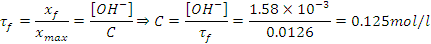 τ_f = x_f / x_max = [OH⁻] / C ⇒ C = [OH⁻] / τ_f = 1.58 × 10⁻³ / 0.0126 = 0.125mol/l